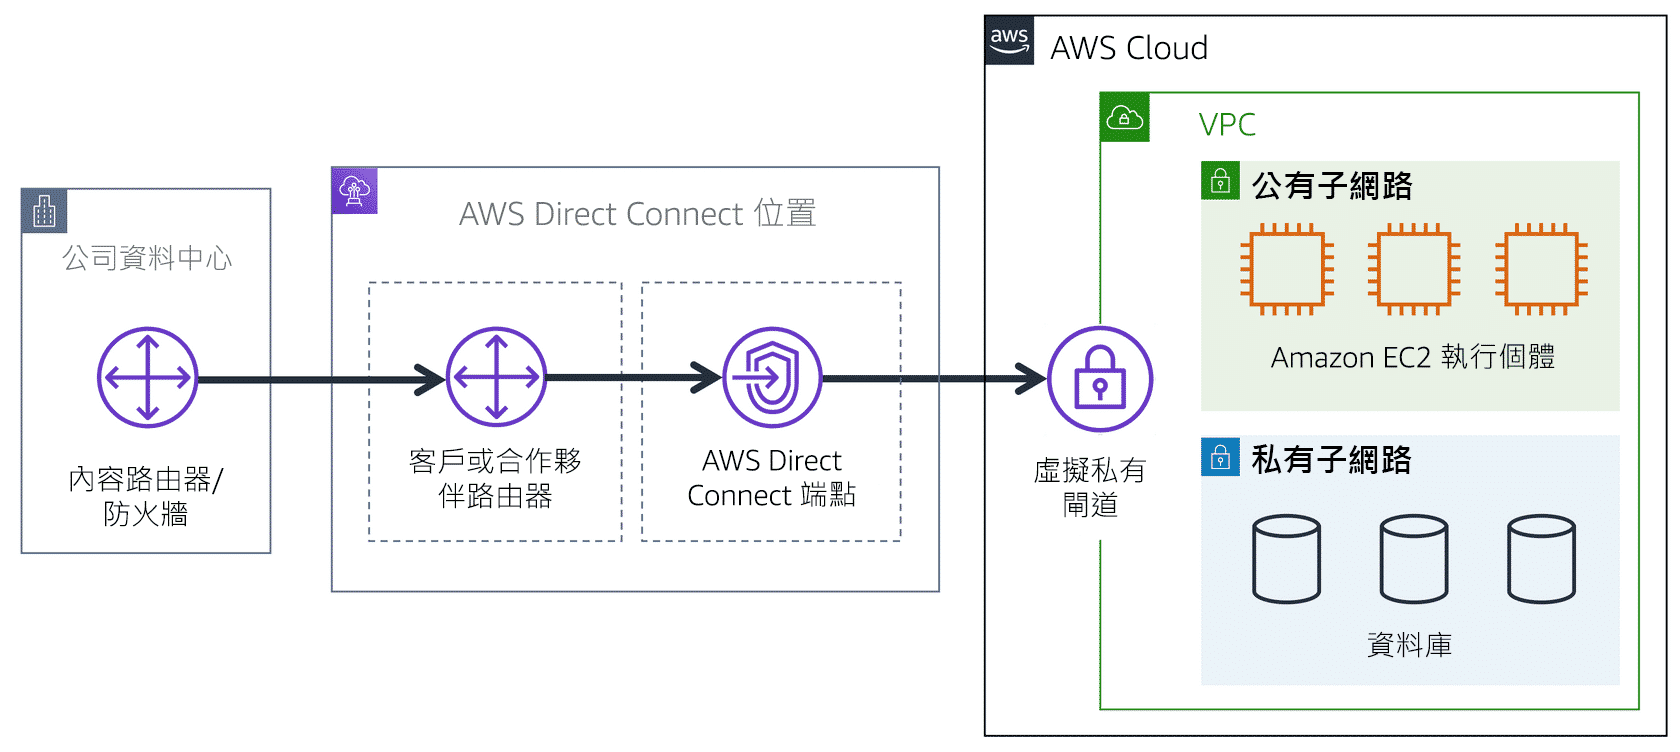 公司資料中心
內容路由器/
防火牆
AWS Direct Connect 位置
客戶或合作夥
伴路由器
AWS Direct
Connect 端點
aws
AWS Cloud
VPC
虛擬私有
閘道
公有子網路
Amazon EC2 執行個體
私有子網路
資料庫